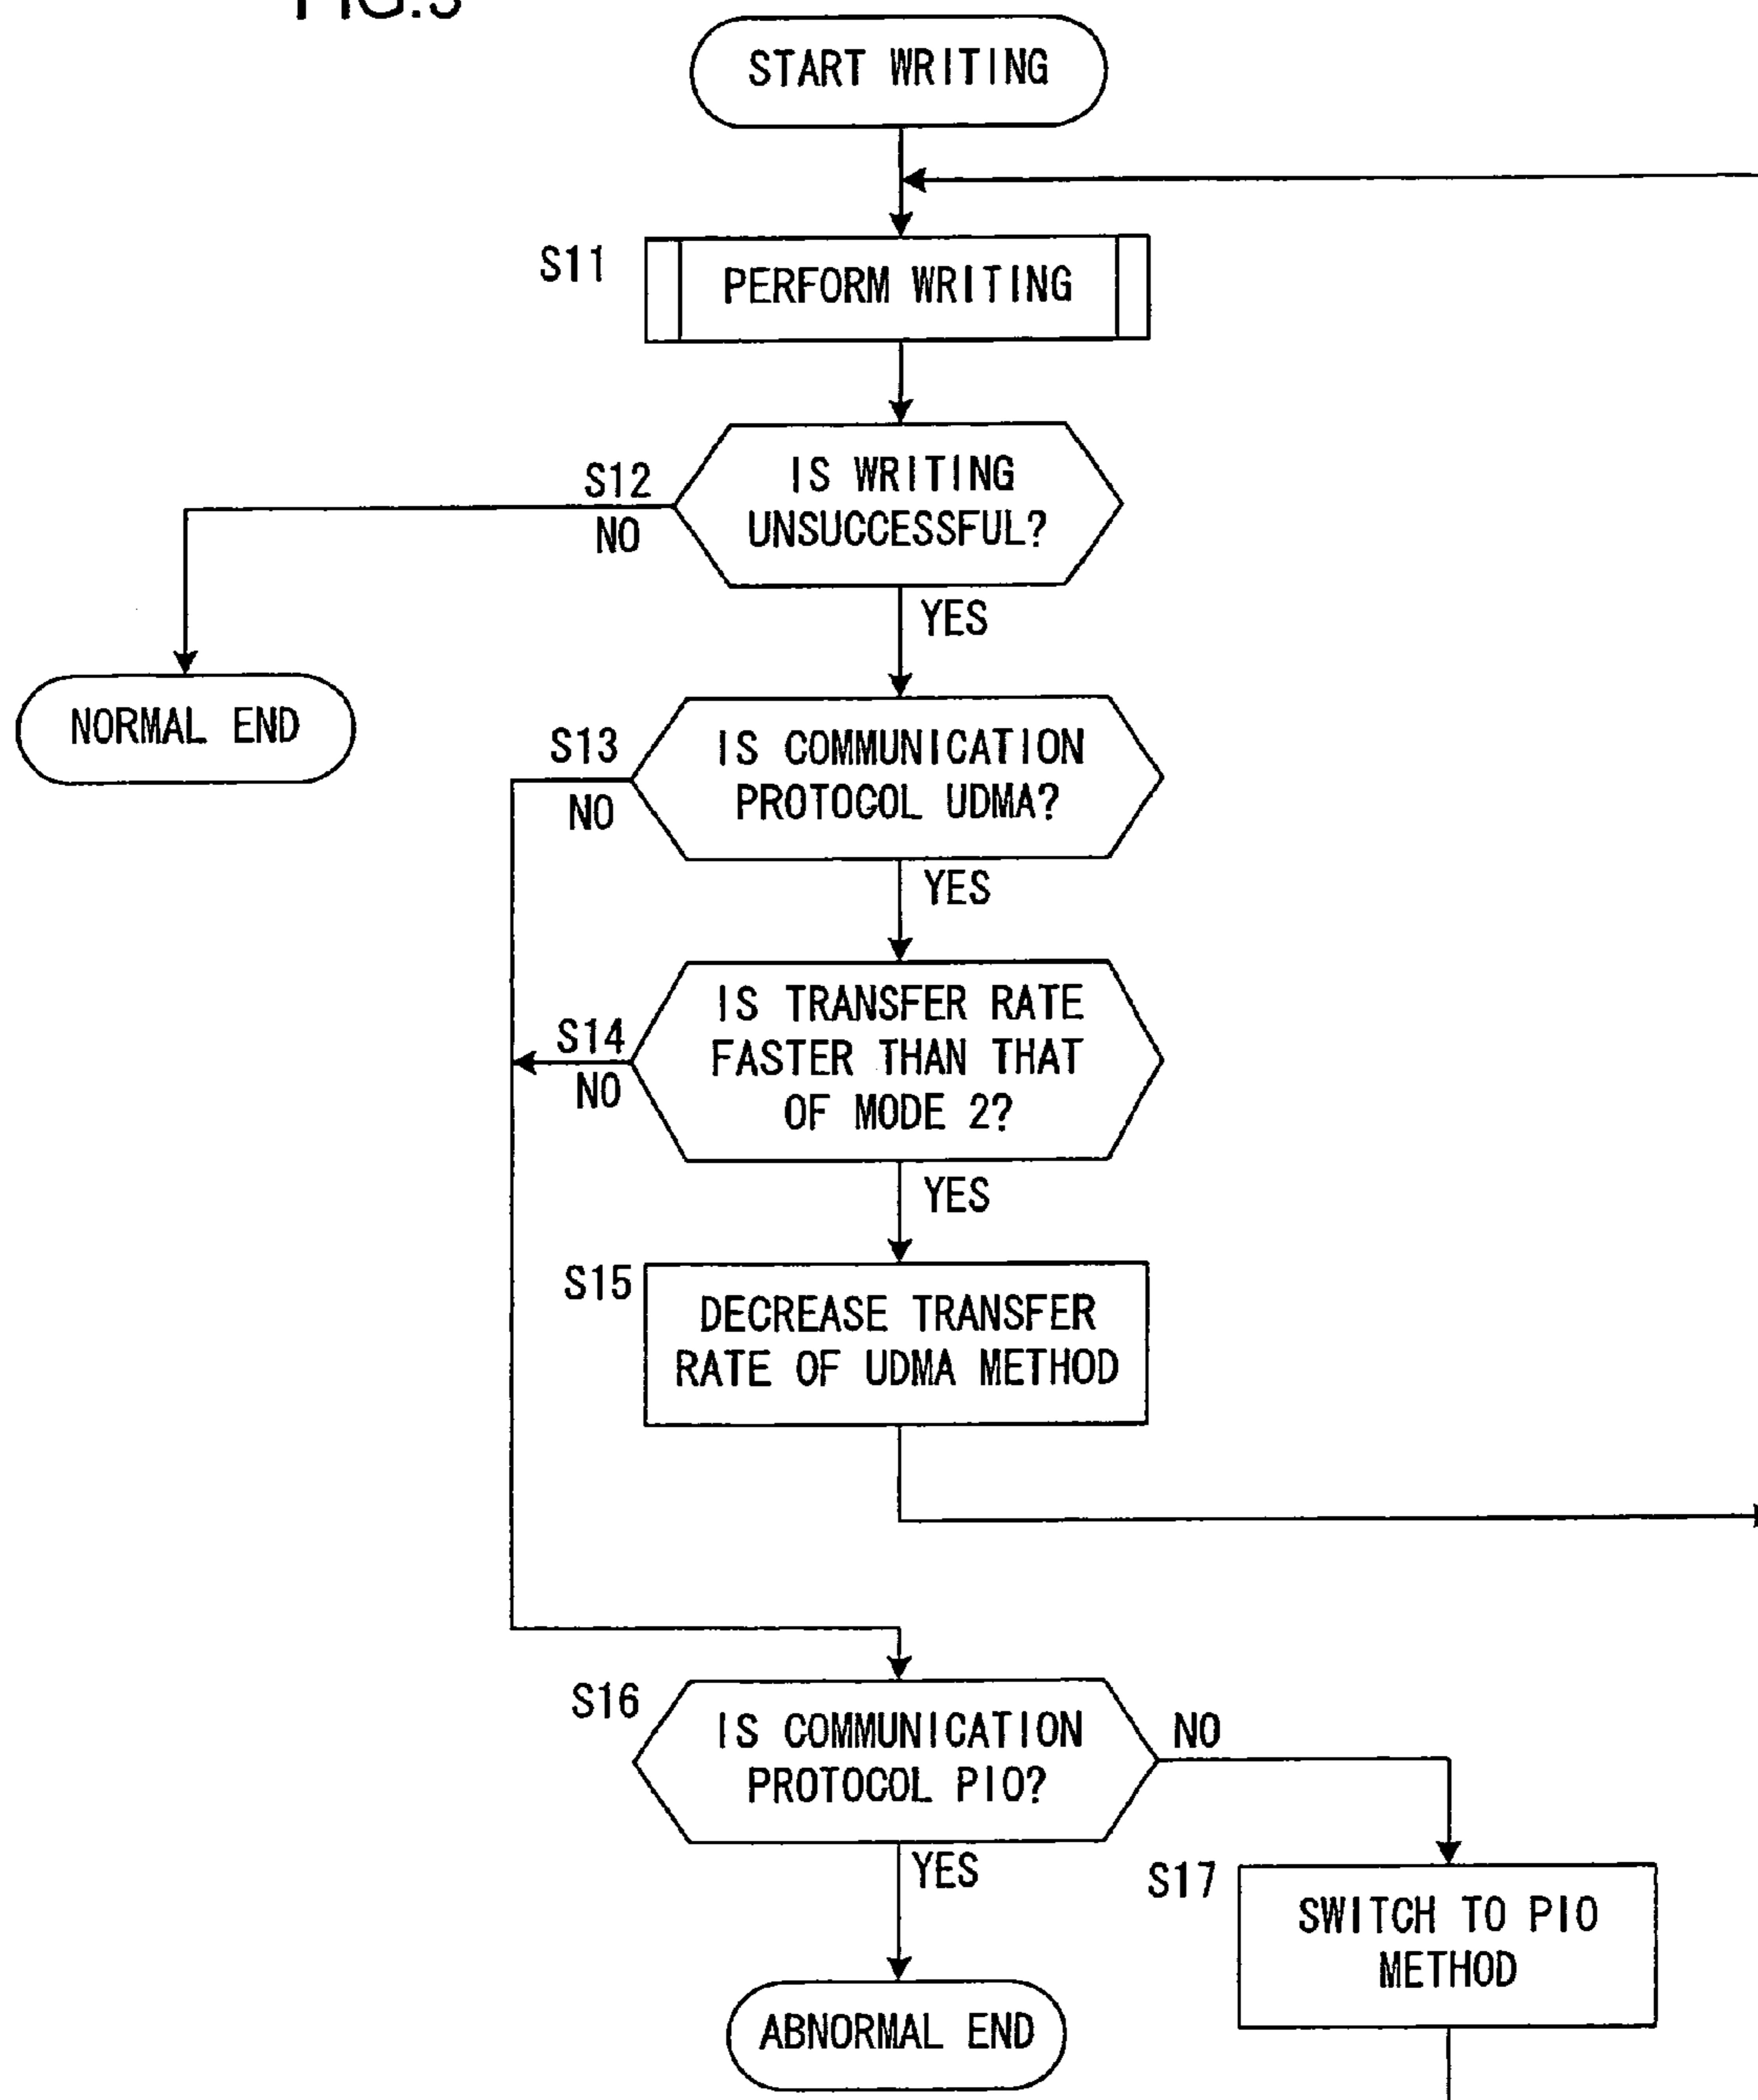 FIG.5
START WRITING
S11
PERFORM WRITING
S12
NO
IS WRITING
UNSUCCESSFUL?
YES
NORMAL END
S13
NO
IS COMMUNICATION
PROTOCOL UDMA?
YES
S14
NO
IS TRANSFER RATE
FASTER THAN THAT
OF MODE 2?
YES
S15
DECREASE TRANSFER
RATE OF UDMA METHOD
S16
IS COMMUNICATION
PROTOCOL PIO?
NO
YES
S17
SWITCH TO PIO
METHOD
ABNORMAL END